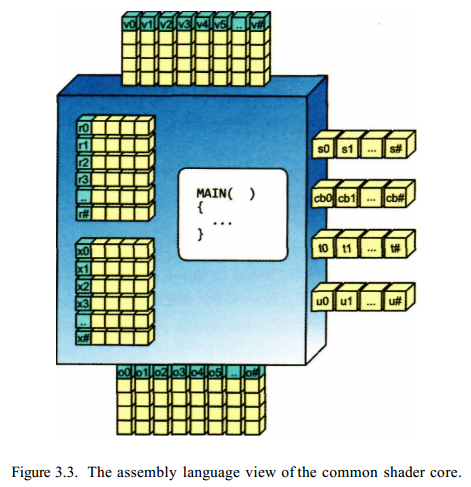 v0 v1 v2 v3 v4 v5 .. v#
r0
r1
r2
r3
..
r#
x0
x1
x2
x3
..
x#
MAIN( )
{
...
}
s0 s1 ... s#
cb0 cb1 ... cb#
t0 t1 ... t#
u0 u1 ... u#
o0 o1 o2 o3 o4 o5 .. o#
Figure 3.3. The assembly language view of the common shader core.